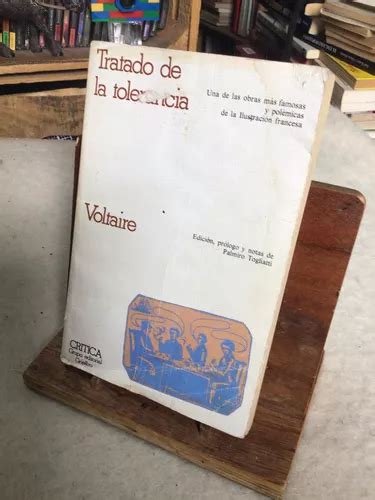 Tratado de
la tolerancia
Una de las obras más famosas
y polémicas
de la Ilustración francesa
Voltaire
Edición, prólogo y notas de
Palmiro Togliatti
CRITICA
Grupo editorial
Grijalbo